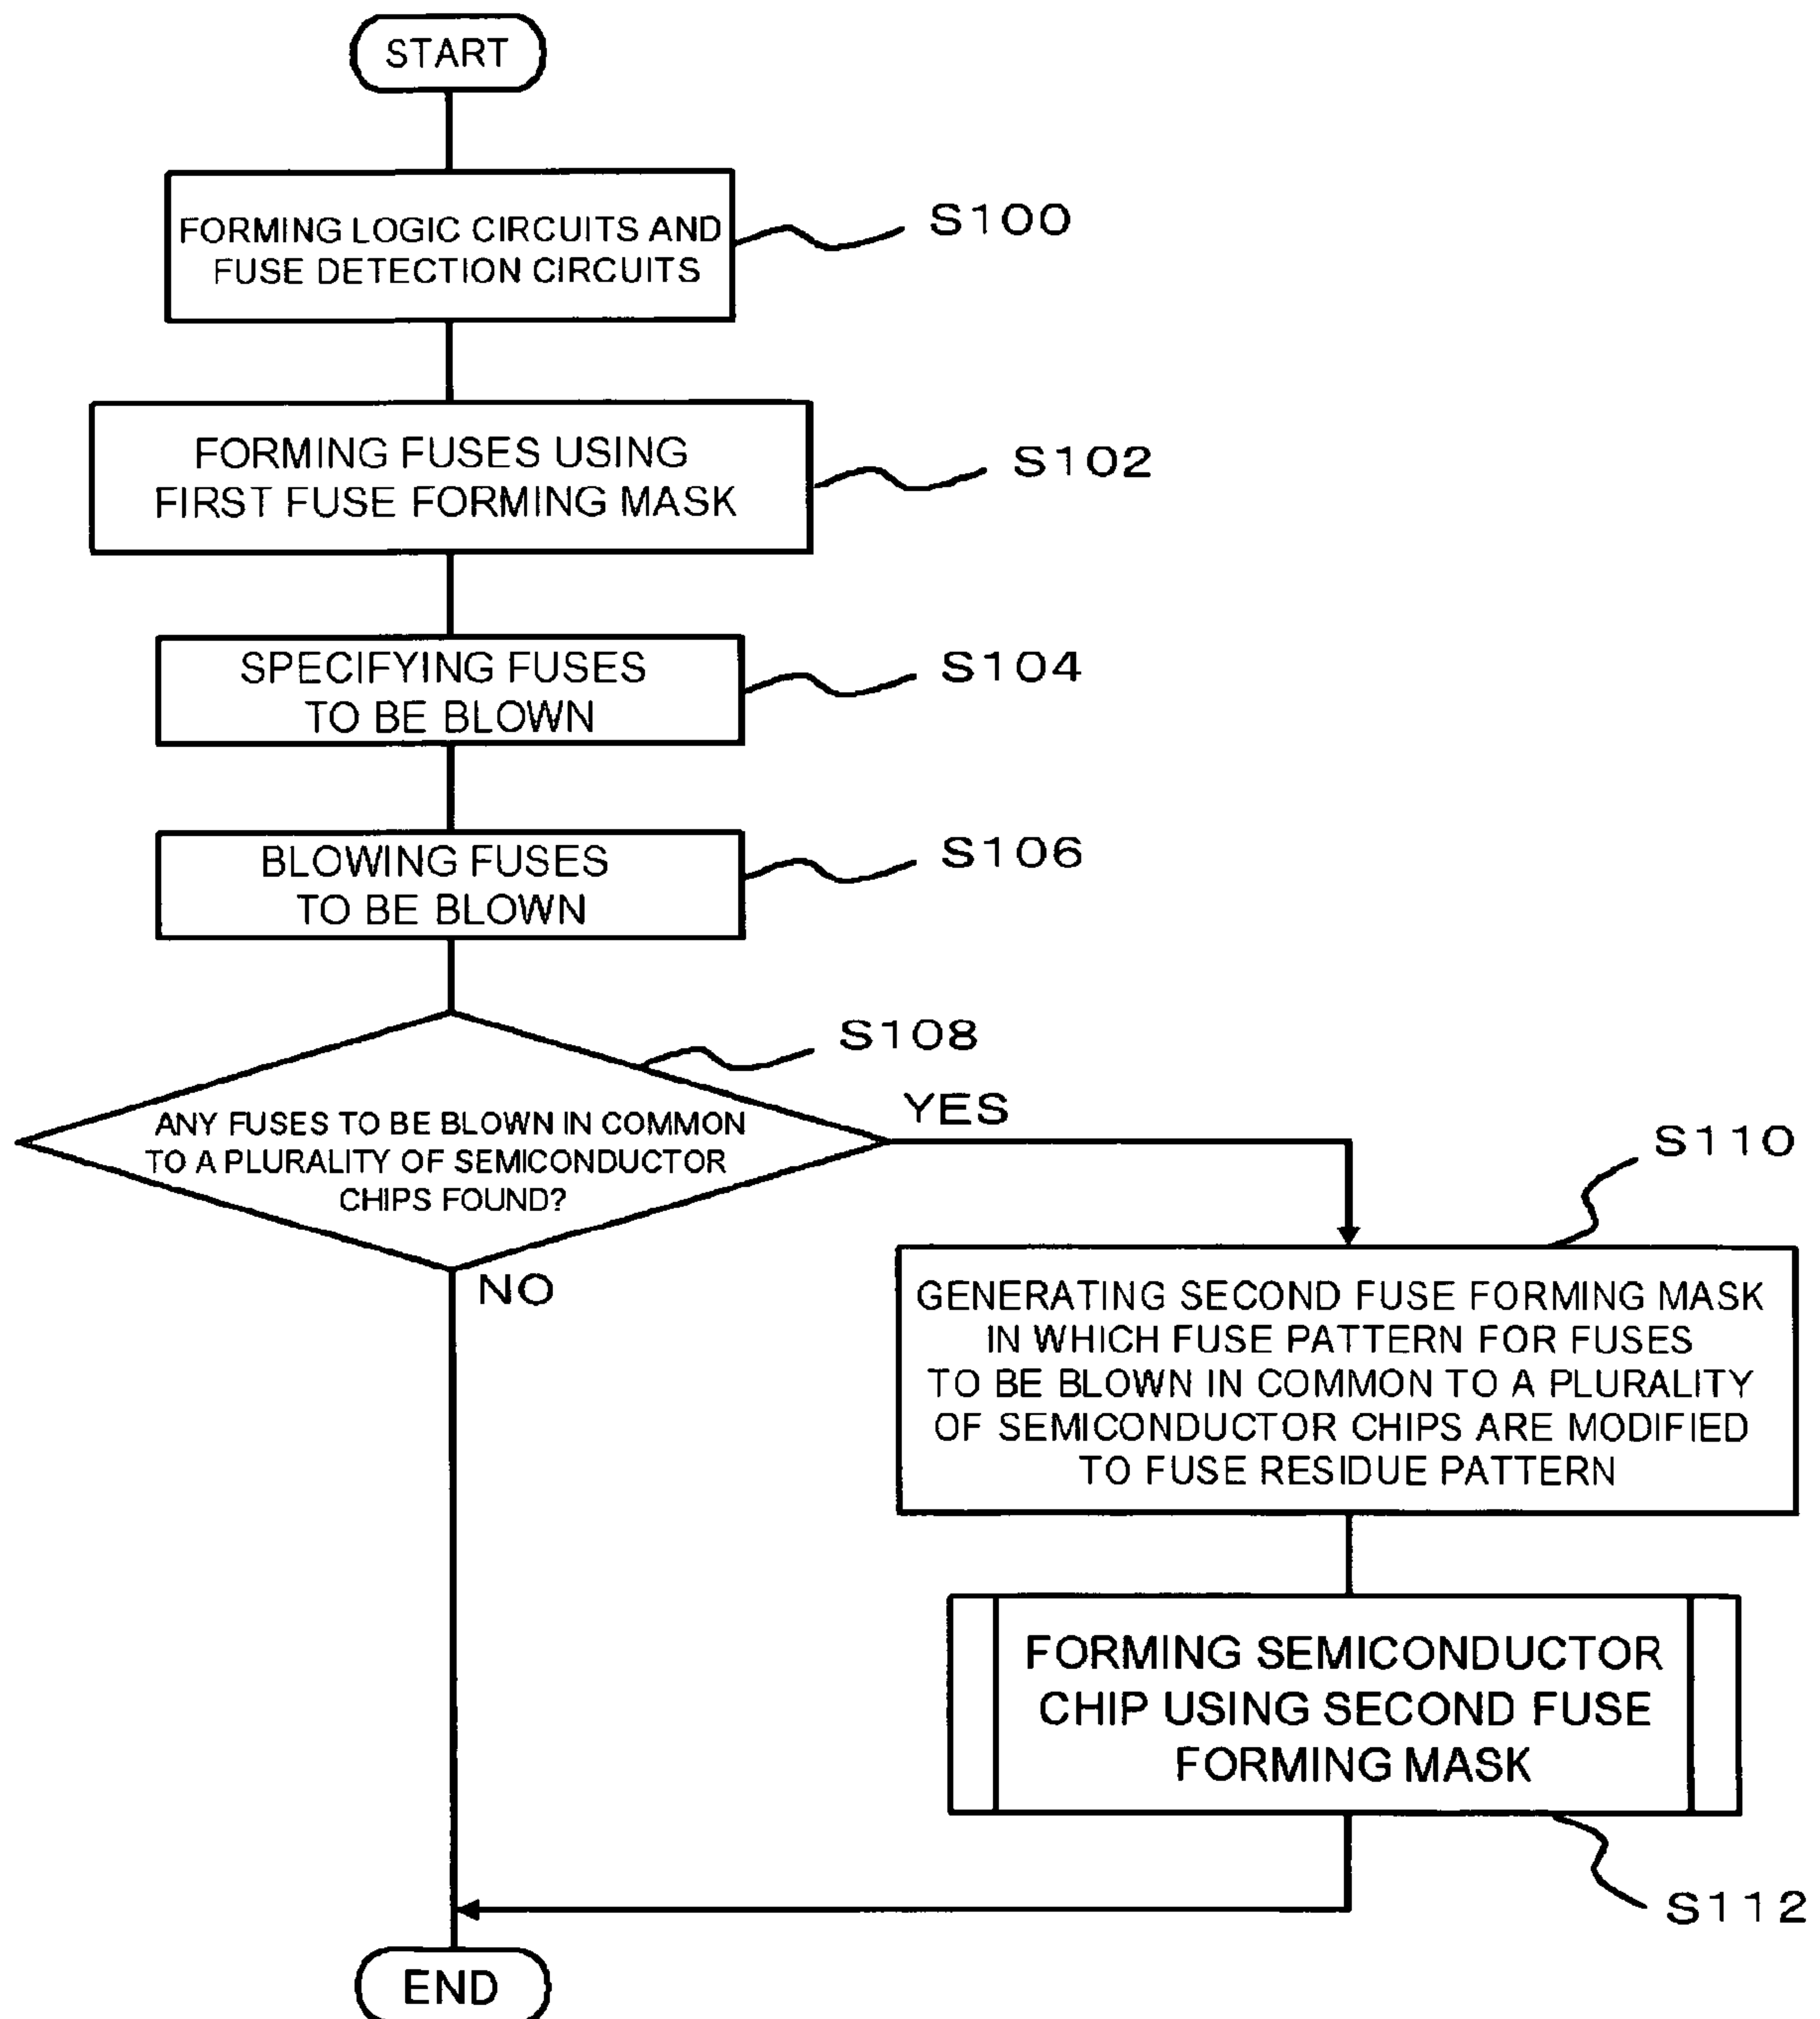 START
FORMING LOGIC CIRCUITS AND
FUSE DETECTION CIRCUITS
S100
FORMING FUSES USING
FIRST FUSE FORMING MASK
S102
SPECIFYING FUSES
TO BE BLOWN
S104
BLOWING FUSES
TO BE BLOWN
S106
S108
ANY FUSES TO BE BLOWN IN COMMON
TO A PLURALITY OF SEMICONDUCTOR
CHIPS FOUND?
YES
NO
S110
GENERATING SECOND FUSE FORMING MASK
IN WHICH FUSE PATTERN FOR FUSES
TO BE BLOWN IN COMMON TO A PLURALITY
OF SEMICONDUCTOR CHIPS ARE MODIFIED
TO FUSE RESIDUE PATTERN
FORMING SEMICONDUCTOR
CHIP USING SECOND FUSE
FORMING MASK
S112
END